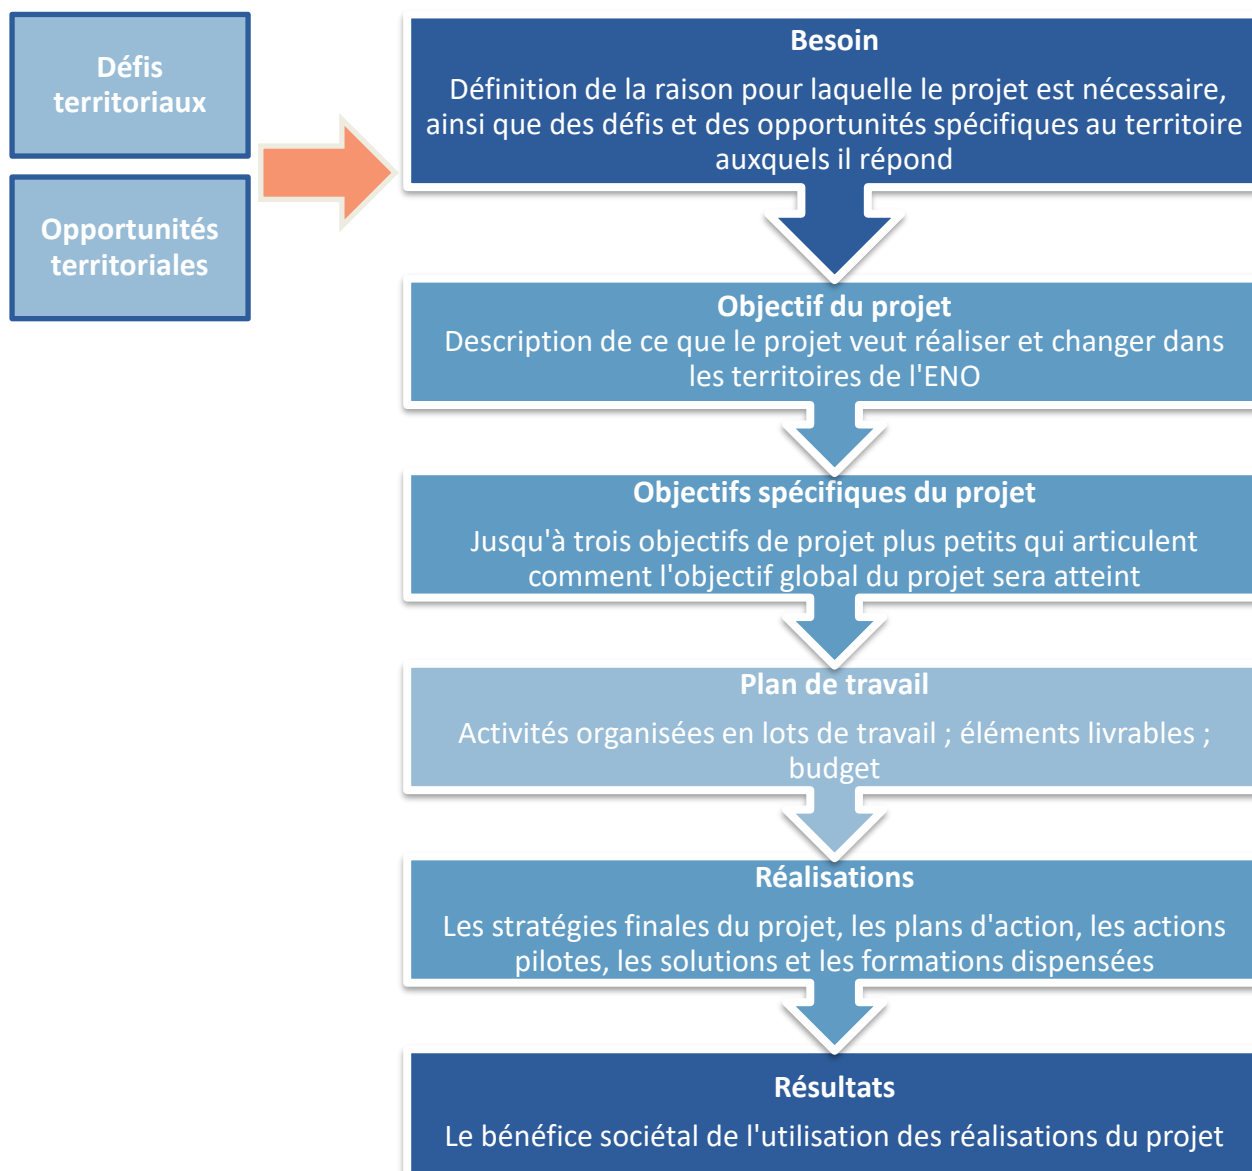 Défis
territoriaux
Opportunités
territoriales
Besoin
Définition de la raison pour laquelle le projet est nécessaire,
ainsi que des défis et des opportunités spécifiques au territoire
auxquels il répond
Objectif du projet
Description de ce que le projet veut réaliser et changer dans
les territoires de l'ENO
Objectifs spécifiques du projet
Jusqu'à trois objectifs de projet plus petits qui articulent
comment l'objectif global du projet sera atteint
Plan de travail
Activités organisées en lots de travail ; éléments livrables ;
budget
Réalisations
Les stratégies finales du projet, les plans d'action, les actions
pilotes, les solutions et les formations dispensées
Résultats
Le bénéfice sociétal de l'utilisation des réalisations du projet